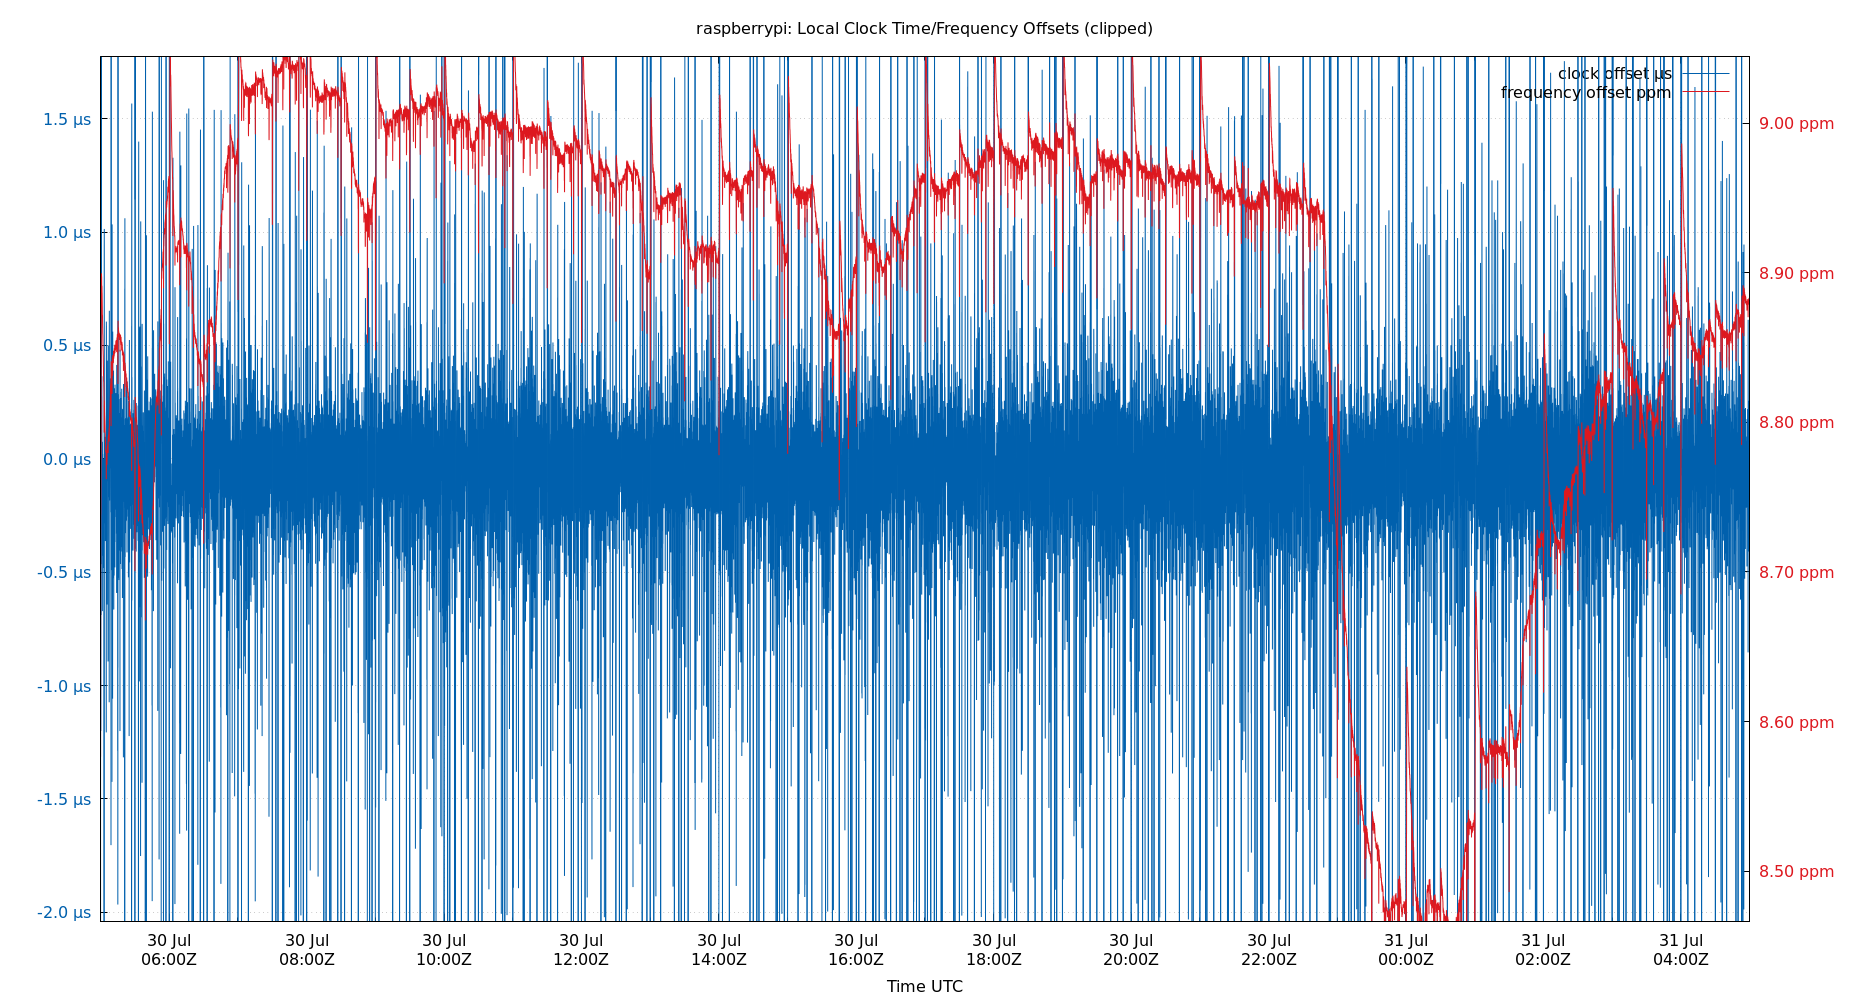 raspberrypi: Local Clock Time/Frequency Offsets (clipped)
clock offset µs
frequency offset ppm
1.5 µs
1.0 µs
0.5 µs
0.0 µs
-0.5 µs
-1.0 µs
-1.5 µs
-2.0 µs
9.00 ppm
8.90 ppm
8.80 ppm
8.70 ppm
8.60 ppm
8.50 ppm
30 Jul 30 Jul 30 Jul 30 Jul 30 Jul 30 Jul 30 Jul 30 Jul 30 Jul 31 Jul 31 Jul 31 Jul
06:00Z 08:00Z 10:00Z 12:00Z 14:00Z 16:00Z 18:00Z 20:00Z 22:00Z 00:00Z 02:00Z 04:00Z
Time UTC